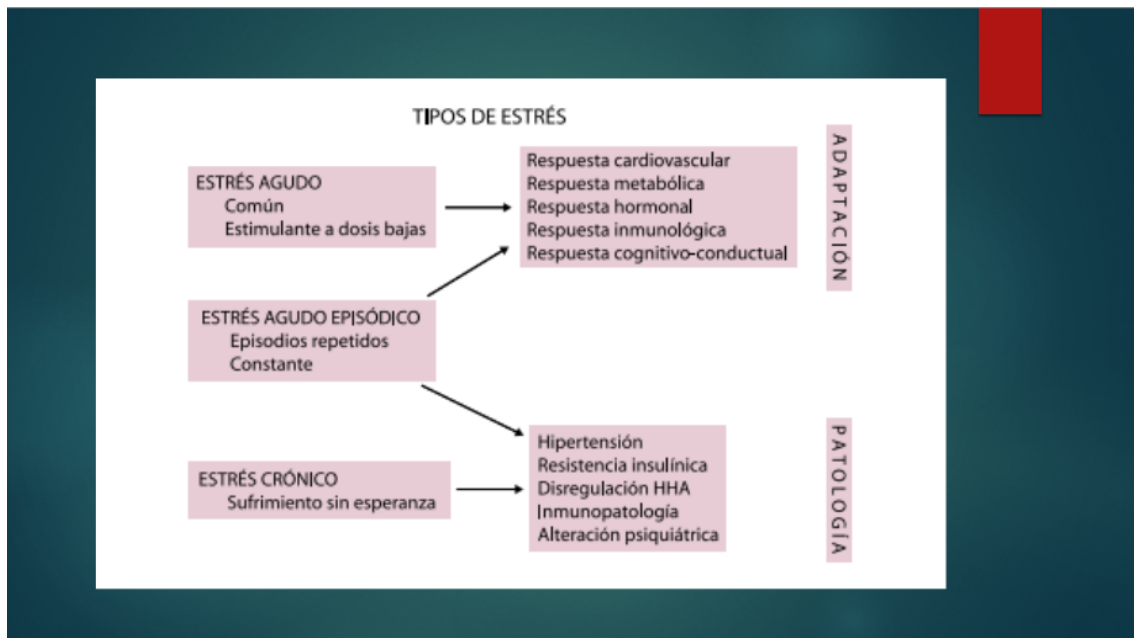 TIPOS DE ESTRÉS
ESTRÉS AGUDO
Común
Estimulante a dosis bajas
Respuesta cardiovascular
Respuesta metabólica
Respuesta hormonal
Respuesta inmunológica
Respuesta cognitivo-conductual
ADAPTACIÓN
ESTRÉS AGUDO EPISÓDICO
Episodios repetidos
Constante
ESTRÉS CRÓNICO
Sufrimiento sin esperanza
Hipertensión
Resistencia insulínica
Disregulación HHA
Inmunopatología
Alteración psiquiátrica
PATOLOGÍA